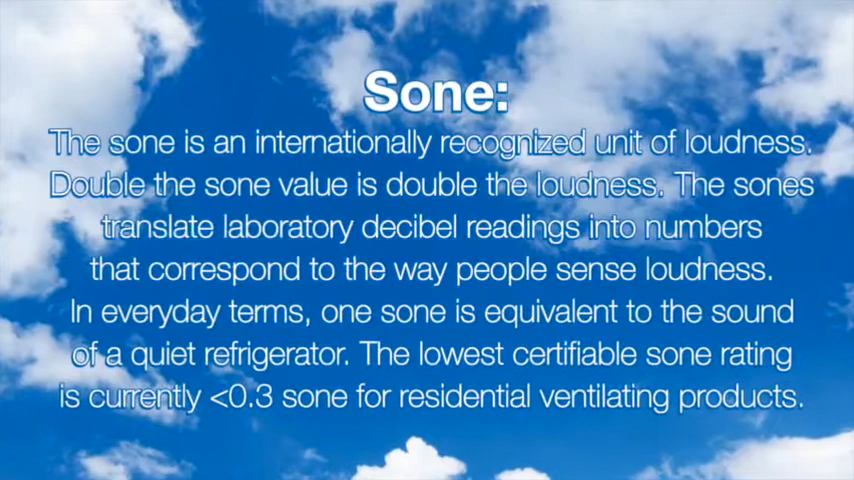 Sone:
The sone is an internationally recognized unit of loudness.
Double the sone value is double the loudness. The sones
translate laboratory decibel readings into numbers
that correspond to the way people sense loudness.
In everyday terms, one sone is equivalent to the sound
of a quiet refrigerator. The lowest certifiable sone rating
is currently <0.3 sone for residential ventilating products.